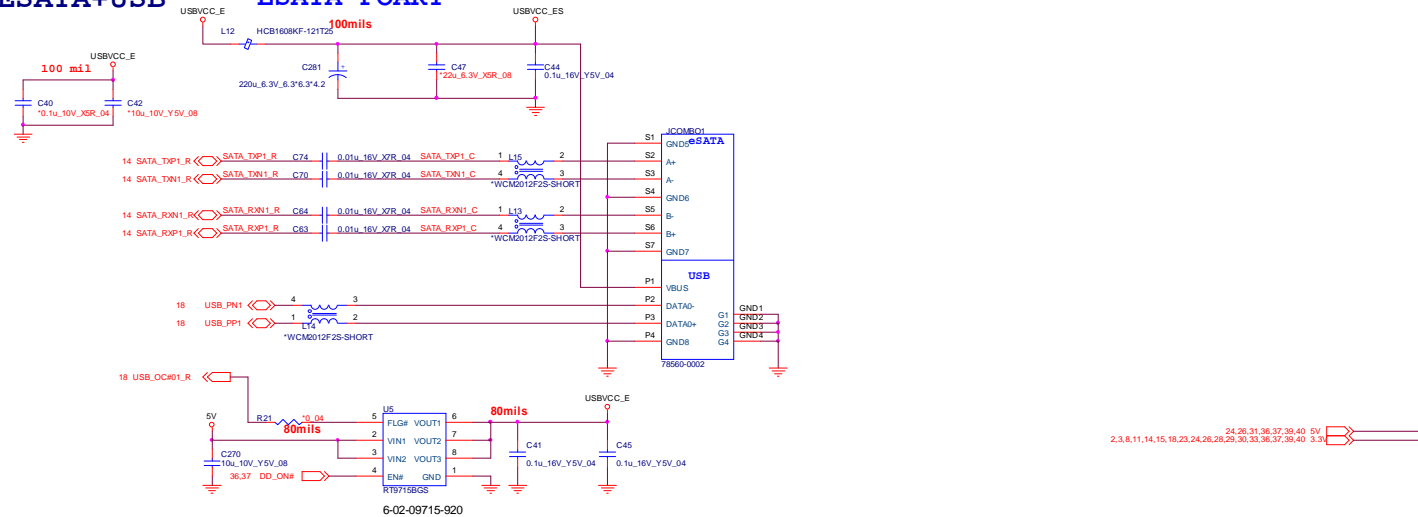 ESATA+USB
ESATA PCART
USBVCC_E
USBVCC_ES
100mils
L12 HCB1608KF-121T25
USBVCC_E
100 mil
C281
220u_6.3V_6.3*6.3*4.2
C47
*22u_6.3V_X5R_08
C44
0.1u_16V_Y5V_04
C40
*0.1u_10V_X5R_04
C42
*10u_10V_Y5V_08
JCOMBO1
eSATA
S1 GND5
14 SATA_TXP1_R SATA_TXP1_R C74 0.01u_16V_X7R_04 SATA_TXP1_C 1 L15 2 S2 A+
14 SATA_TXN1_R SATA_TXN1_R C70 0.01u_16V_X7R_04 SATA_TXN1_C 4 3 S3 A-
*WCM2012F2S-SHORT
S4 GND6
14 SATA_RXN1_R SATA_RXN1_R C64 0.01u_16V_X7R_04 SATA_RXN1_C 1 L13 2 S5 B-
14 SATA_RXP1_R SATA_RXP1_R C63 0.01u_16V_X7R_04 SATA_RXP1_C 4 3 S6 B+
*WCM2012F2S-SHORT
S7 GND7
USB
P1 VBUS
18 USB_PN1 4 3 P2 DATA0-
18 USB_PP1 1 2 P3 DATA0+
L14
*WCM2012F2S-SHORT
P4 GND8
G1 GND1
G2 GND2
G3 GND3
G4 GND4
78560-0002
18 USB_OC#01_R
5V
R21 *0_04
80mils
U5
5 FLG# VOUT1 6
2 VIN1 VOUT2 7
3 VIN2 VOUT3 8
4 EN# GND 1
RT9715BGS
6-02-09715-920
80mils
USBVCC_E
C270
10u_10V_Y5V_08
36,37 DD_ON#
C41
0.1u_16V_Y5V_04
C45
0.1u_16V_Y5V_04
24,26,31,36,37,39,40 5V
2,3,8,11,14,15,18,23,24,26,28,29,30,33,36,37,39,40 3.3V